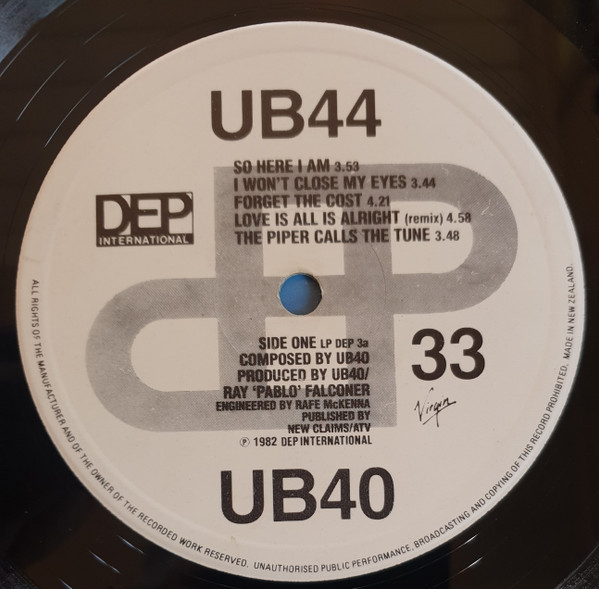 UB44
SO HERE I AM 3.53
I WON'T CLOSE MY EYES 3.44
FORGET THE COST 4.21
LOVE IS ALL IS ALRIGHT (remix) 4.58
THE PIPER CALLS THE TUNE 3.48
DEP
INTERNATIONAL
SIDE ONE LP DEP 3a
COMPOSED BY UB40
PRODUCED BY UB40/
RAY 'PABLO' FALCONER
ENGINEERED BY RAFE McKENNA
PUBLISHED BY
NEW CLAIMS/ATV
℗ 1982 DEP INTERNATIONAL
33
Virgin
UB40
ALL RIGHTS OF THE MANUFACTURER AND OF THE OWNER OF THE RECORDED WORK RESERVED. UNAUTHORISED PUBLIC PERFORMANCE, BROADCASTING AND COPYING OF THIS RECORD PROHIBITED. MADE IN NEW ZEALAND.